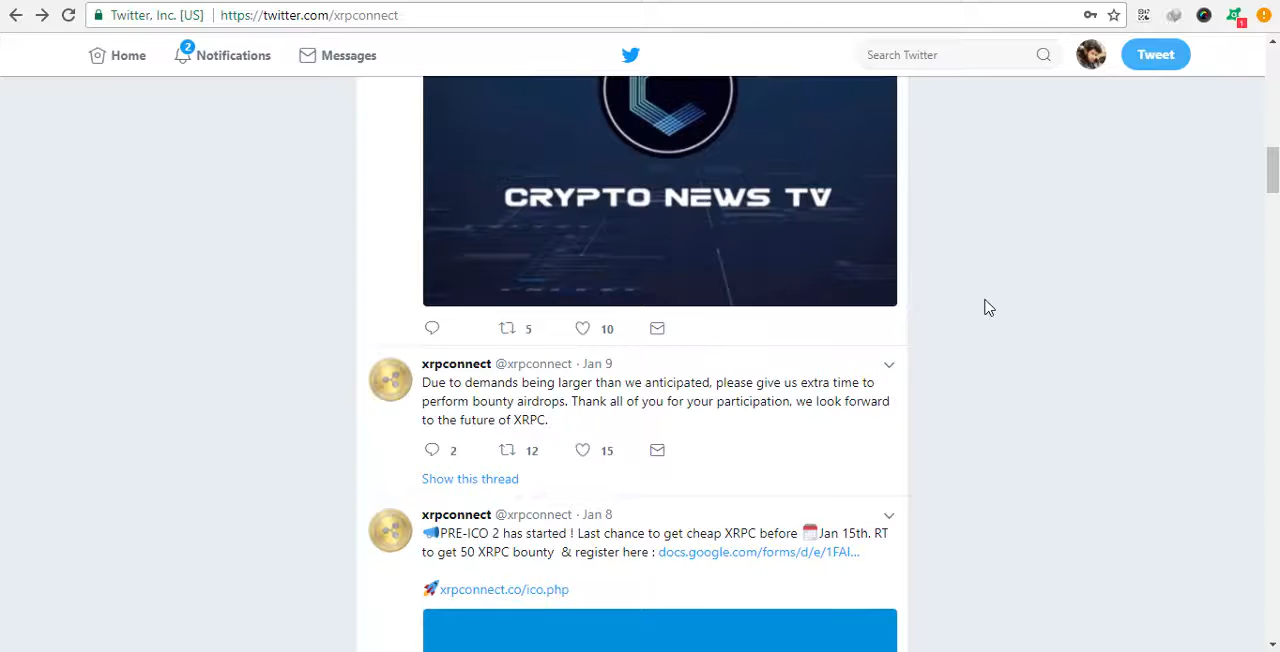 Twitter, Inc. [US] https://twitter.com/xrpconnect
1
Home 2 Notifications Messages Search Twitter Tweet
CRYPTO NEWS TV
5 10
xrpconnect @xrpconnect · Jan 9
Due to demands being larger than we anticipated, please give us extra time to
perform bounty airdrops. Thank all of you for your participation, we look forward
to the future of XRPC.
2 12 15
Show this thread
xrpconnect @xrpconnect · Jan 8
📣PRE-ICO 2 has started ! Last chance to get cheap XRPC before 🗓Jan 15th. RT
to get 50 XRPC bounty & register here : docs.google.com/forms/d/e/1FAI...
🚀xrpconnect.co/ico.php